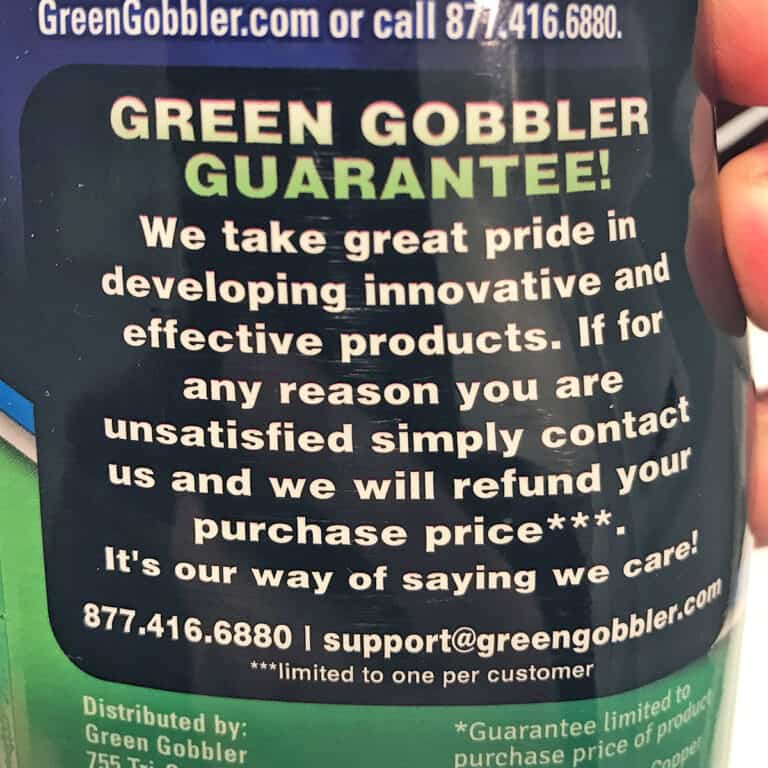 GreenGobbler.com or call 877.416.6880.
GREEN GOBBLER
GUARANTEE!
We take great pride in
developing innovative and
effective products. If for
any reason you are
unsatisfied simply contact
us and we will refund your
purchase price***.
It's our way of saying we care!
877.416.6880 | support@greengobbler.com
***limited to one per customer
Distributed by:
Green Gobbler
755
*Guarantee limited to
purchase price of product
Copper